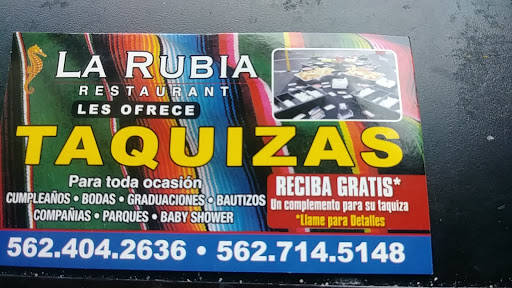 LA RUBIA
RESTAURANT
LES OFRECE
TAQUIZAS
Para toda ocasión
CUMPLEAÑOS • BODAS • GRADUACIONES • BAUTIZOS
COMPAÑIAS • PARQUES • BABY SHOWER
RECIBA GRATIS*
Un complemento para su taquiza
*Llame para Detalles
562.404.2636 • 562.714.5148